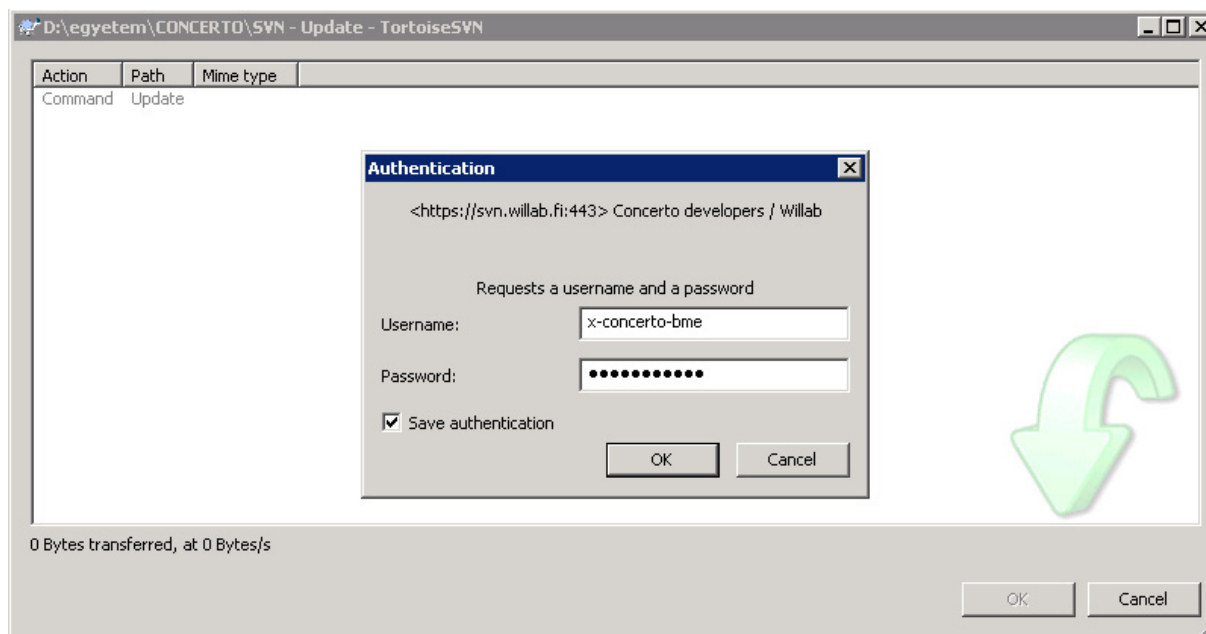 D:\egyetem\CONCERTO\SVN - Update - TortoiseSVN
Action Path Mime type
Command Update
Authentication
<https://svn.willab.fi:443> Concerto developers / Willab
Requests a username and a password
Username: x-concerto-bme
Password: ●●●●●●●●●●●
Save authentication
OK Cancel
0 Bytes transferred, at 0 Bytes/s
OK Cancel